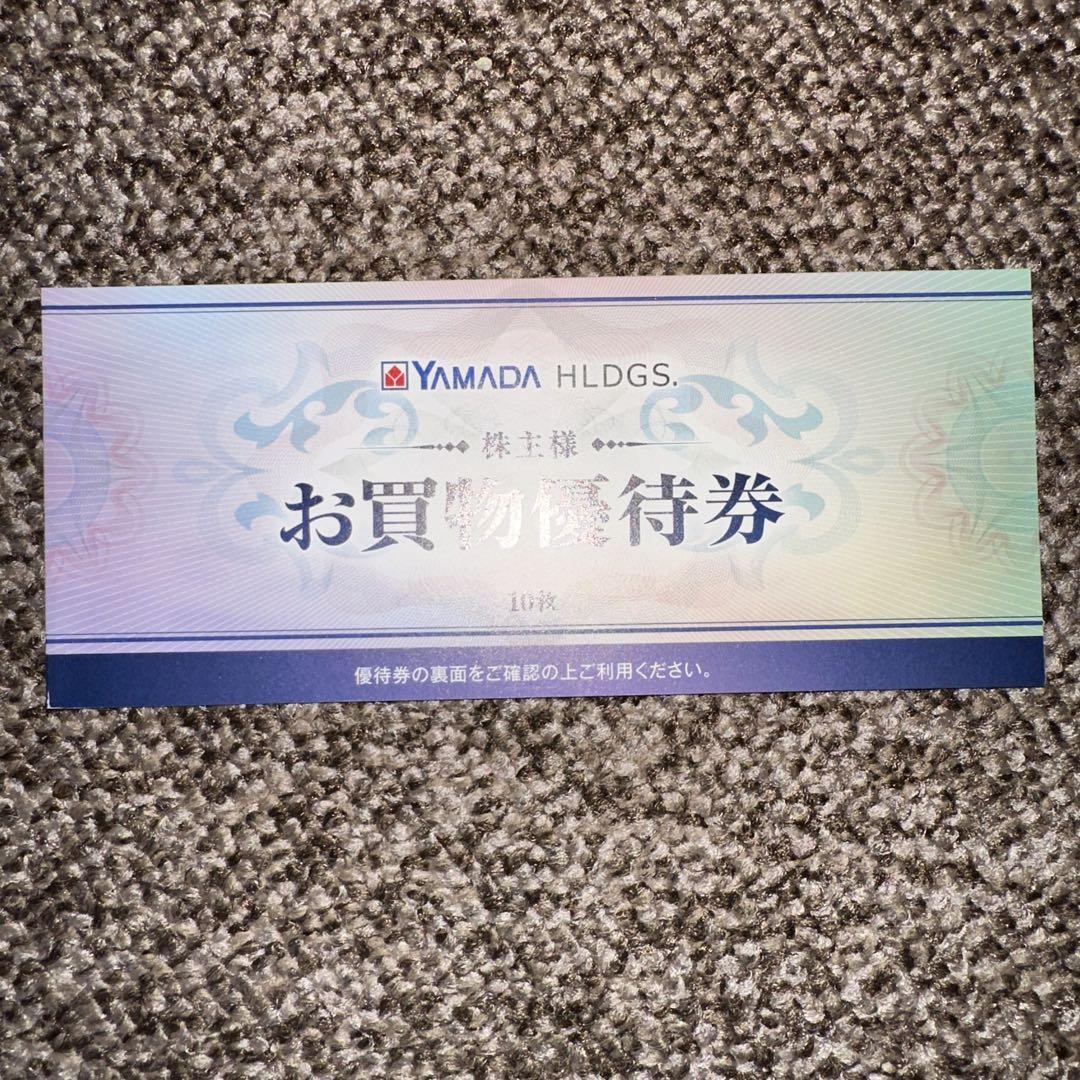 YAMADA HLDGS.
株主様
お買物優待券
10枚
優待券の裏面をご確認の上ご利用ください。